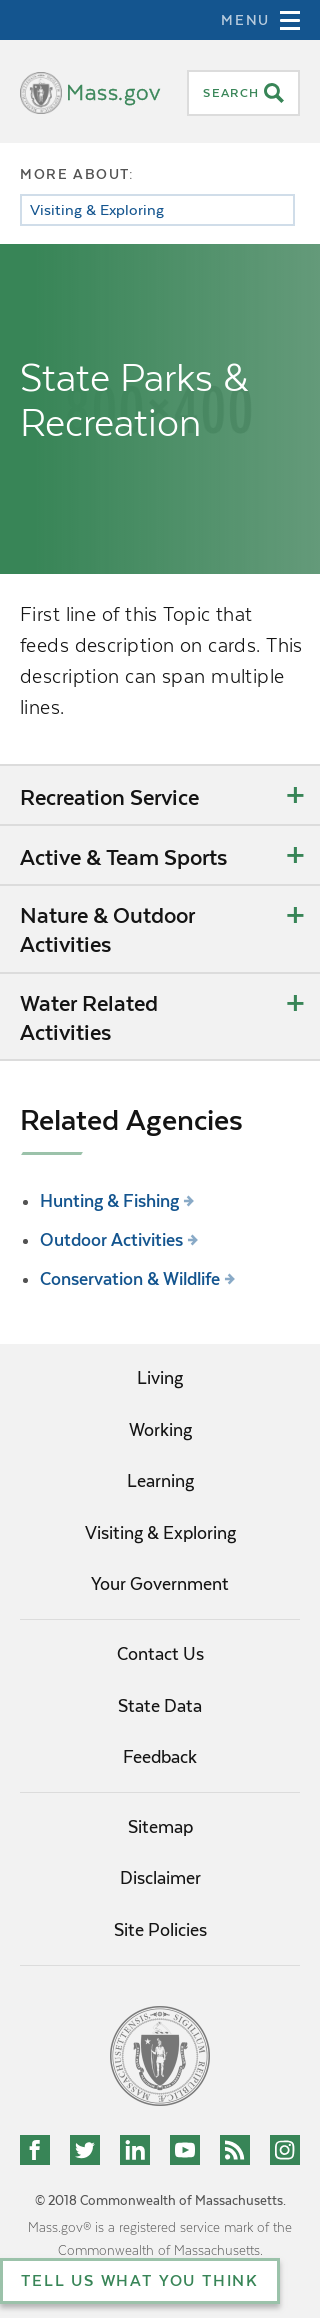 MENU
Mass.gov
SEARCH
MORE ABOUT:
Visiting & Exploring
State Parks &
Recreation
First line of this Topic that
feeds description on cards. This
description can span multiple
lines.
Recreation Service +
Active & Team Sports +
Nature & Outdoor +
Activities
Water Related +
Activities
Related Agencies
• Hunting & Fishing
• Outdoor Activities
• Conservation & Wildlife
Living
Working
Learning
Visiting & Exploring
Your Government
Contact Us
State Data
Feedback
Sitemap
Disclaimer
Site Policies
© 2018 Commonwealth of Massachusetts.
Mass.gov® is a registered service mark of the
Commonwealth of Massachusetts.
TELL US WHAT YOU THINK